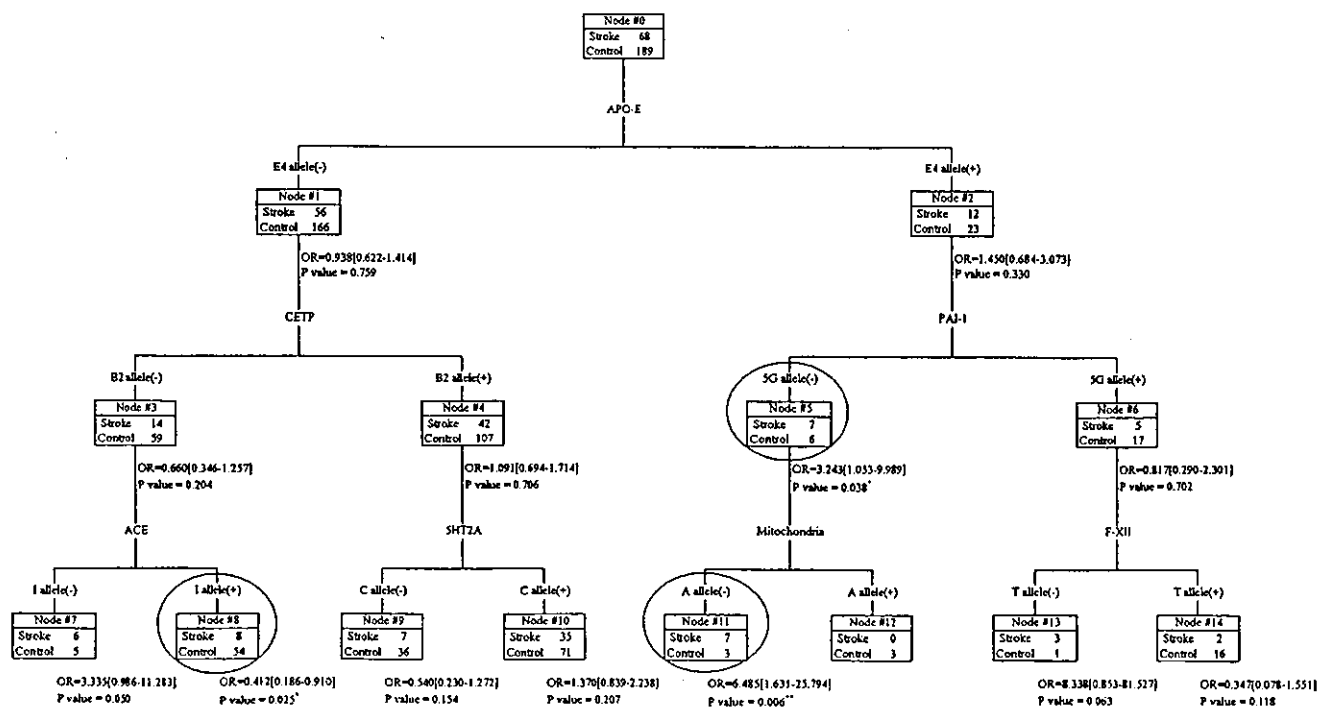 Node #0
Stroke 68
Control 189
APO-E
E4 allele(-)
Node #1
Stroke 56
Control 166
OR=0.938[0.622-1.414]
P value = 0.759
E4 allele(+)
Node #2
Stroke 12
Control 23
OR=1.450[0.684-3.073]
P value = 0.330
CETP
PAI-1
B2 allele(-)
Node #3
Stroke 14
Control 59
OR=0.660[0.346-1.257]
P value = 0.204
B2 allele(+)
Node #4
Stroke 42
Control 107
OR=1.091[0.694-1.714]
P value = 0.706
5G allele(-)
Node #5
Stroke 7
Control 6
OR=3.243[1.053-9.989]
P value = 0.038*
5G allele(+)
Node #6
Stroke 5
Control 17
OR=0.817[0.290-2.301]
P value = 0.702
ACE
5HT2A
Mitochondria
F-XII
I allele(-)
Node #7
Stroke 6
Control 5
OR=3.335[0.986-11.283]
P value = 0.050
I allele(+)
Node #8
Stroke 8
Control 54
OR=0.412[0.186-0.910]
P value = 0.025*
C allele(-)
Node #9
Stroke 7
Control 36
OR=0.540[0.230-1.272]
P value = 0.154
C allele(+)
Node #10
Stroke 35
Control 71
OR=1.370[0.839-2.238]
P value = 0.207
A allele(-)
Node #11
Stroke 7
Control 3
OR=6.485[1.631-25.794]
P value = 0.006**
A allele(+)
Node #12
Stroke 0
Control 3
T allele(-)
Node #13
Stroke 3
Control 1
OR=8.338[0.853-81.527]
P value = 0.063
T allele(+)
Node #14
Stroke 2
Control 16
OR=0.347[0.078-1.551]
P value = 0.118